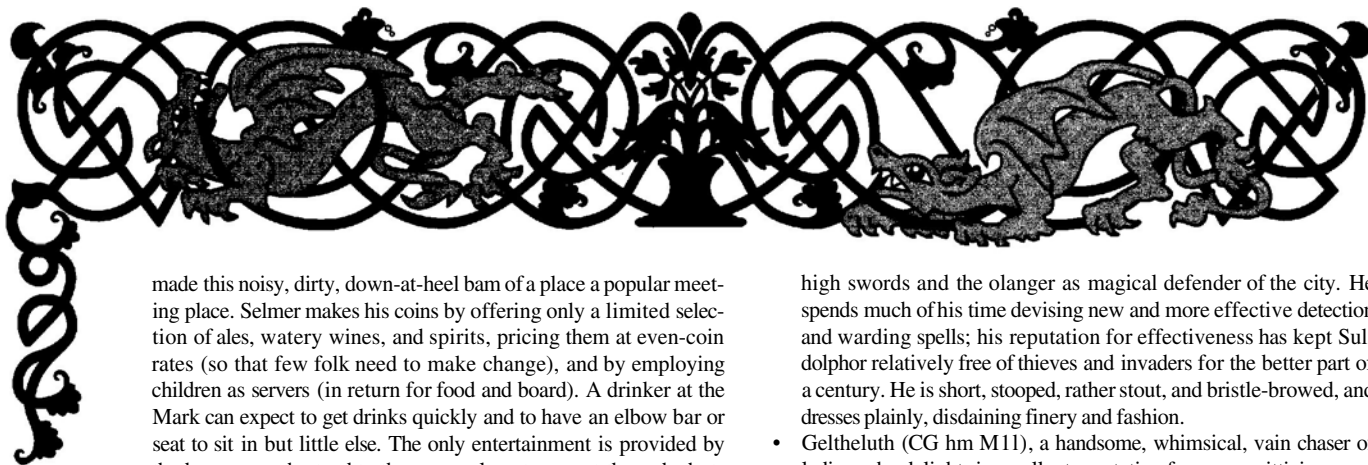 made this noisy, dirty, down-at-heel bam of a place a popular meet-
ing place. Selmer makes his coins by offering only a limited selec-
tion of ales, watery wines, and spirits, pricing them at even-coin
rates (so that few folk need to make change), and by employing
children as servers (in return for food and board). A drinker at the
Mark can expect to get drinks quickly and to have an elbow bar or
seat to sit in but little else. The only entertainment is provided by
high swords and the olanger as magical defender of the city. He
spends much of his time devising new and more effective detection
and warding spells; his reputation for effectiveness has kept Sul
dolphor relatively free of thieves and invaders for the better part of
a century. He is short, stooped, rather stout, and bristle-browed, and
dresses plainly, disdaining finery and fashion.
• Geltheluth (CG hm M11), a handsome, whimsical, vain chaser of